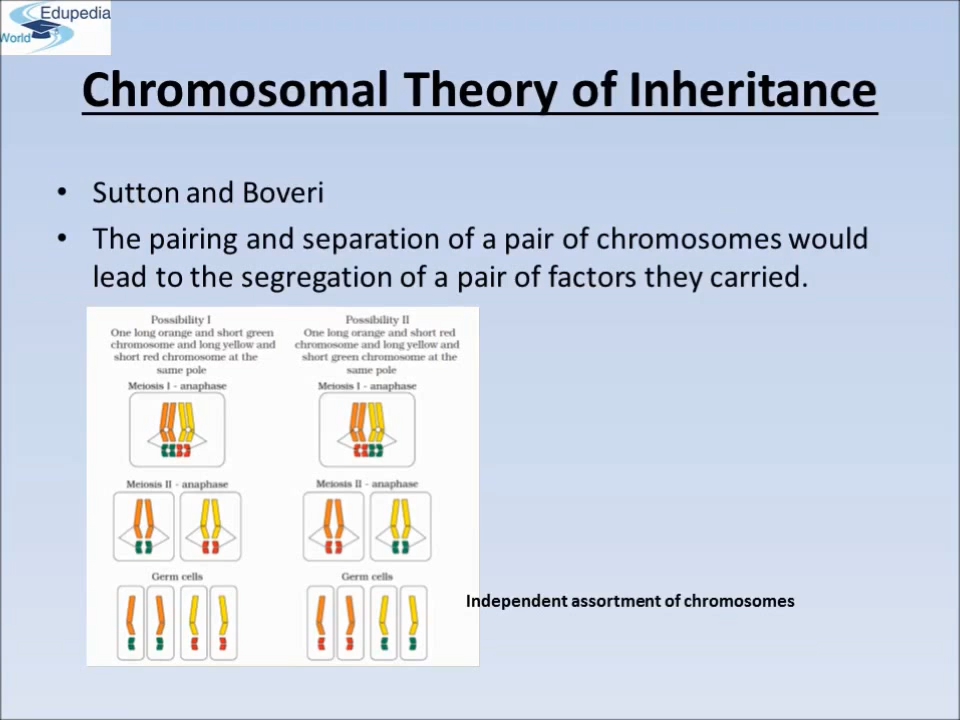 Edupedia
World
Chromosomal Theory of Inheritance
• Sutton and Boveri
• The pairing and separation of a pair of chromosomes would
lead to the segregation of a pair of factors they carried.
Possibility I
One long orange and short green
chromosome and long yellow and
short red chromosome at the
same pole
Meiosis I - anaphase
Meiosis II - anaphase
Germ cells
Possibility II
One long orange and short red
chromosome and long yellow and
short green chromosome at the
same pole
Meiosis I - anaphase
Meiosis II - anaphase
Germ cells
Independent assortment of chromosomes